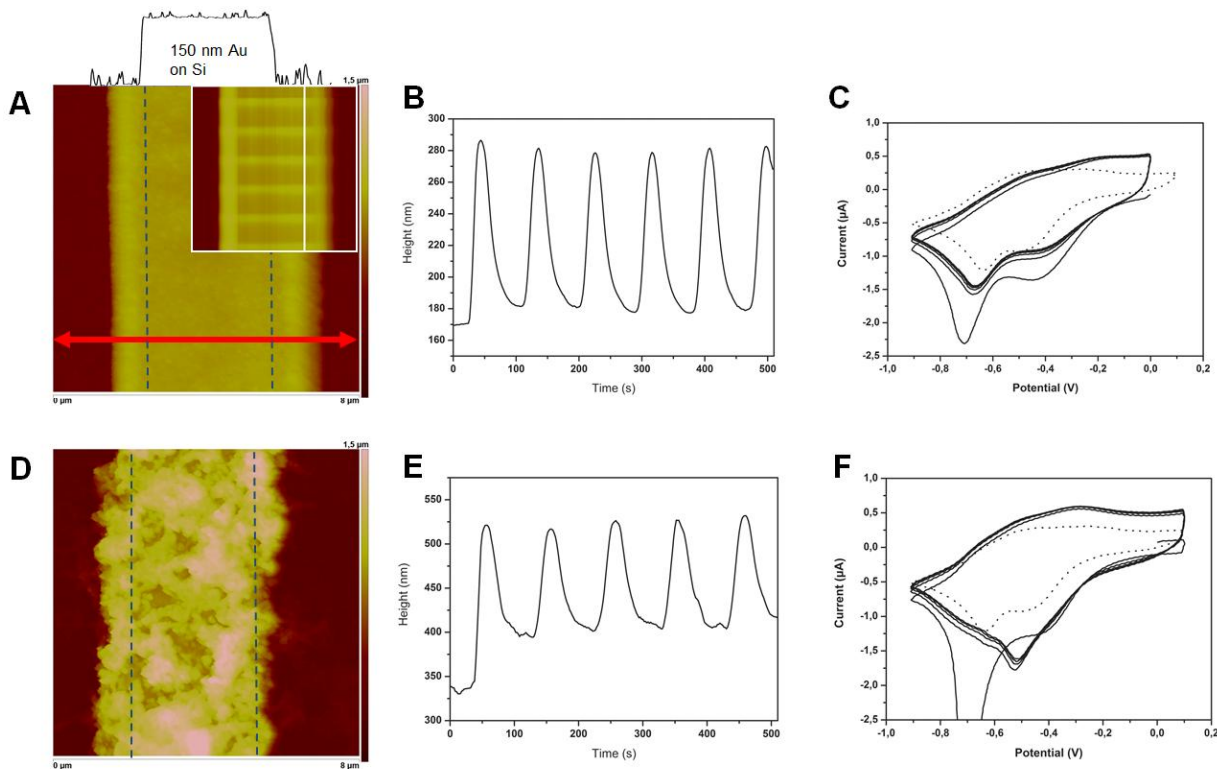 150 nm Au
on Si
1,5 µm
A
0 µm
8 µm
B
Height (nm)
300
280
260
240
220
200
180
160
0
100
200
300
400
500
Time (s)
C
Current (µA)
1,0
0,5
0,0
-0,5
-1,0
-1,5
-2,0
-2,5
-1,0
-0,8
-0,6
-0,4
-0,2
0,0
0,2
Potential (V)
D
1,5 µm
0 µm
8 µm
E
Height (nm)
550
500
450
400
350
300
0
100
200
300
400
500
Time (s)
F
Current (µA)
1,0
0,5
0,0
-0,5
-1,0
-1,5
-2,0
-2,5
-1,0
-0,8
-0,6
-0,4
-0,2
0,0
0,2
Potential (V)